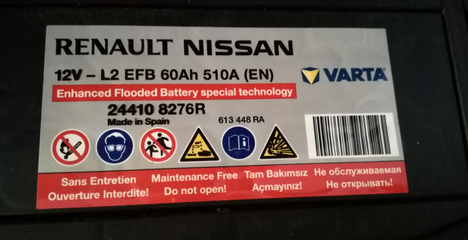 RENAULT NISSAN
12V – L2 EFB 60Ah 510A (EN)
VARTA
Enhanced Flooded Battery special technology
24410 8276R
Made in Spain
613 448 RA
Sans Entretien
Ouverture Interdite!
Maintenance Free
Do not open!
Tam Bakımsız
Açmayınız!
Не обслуживаемая
Не открывать!